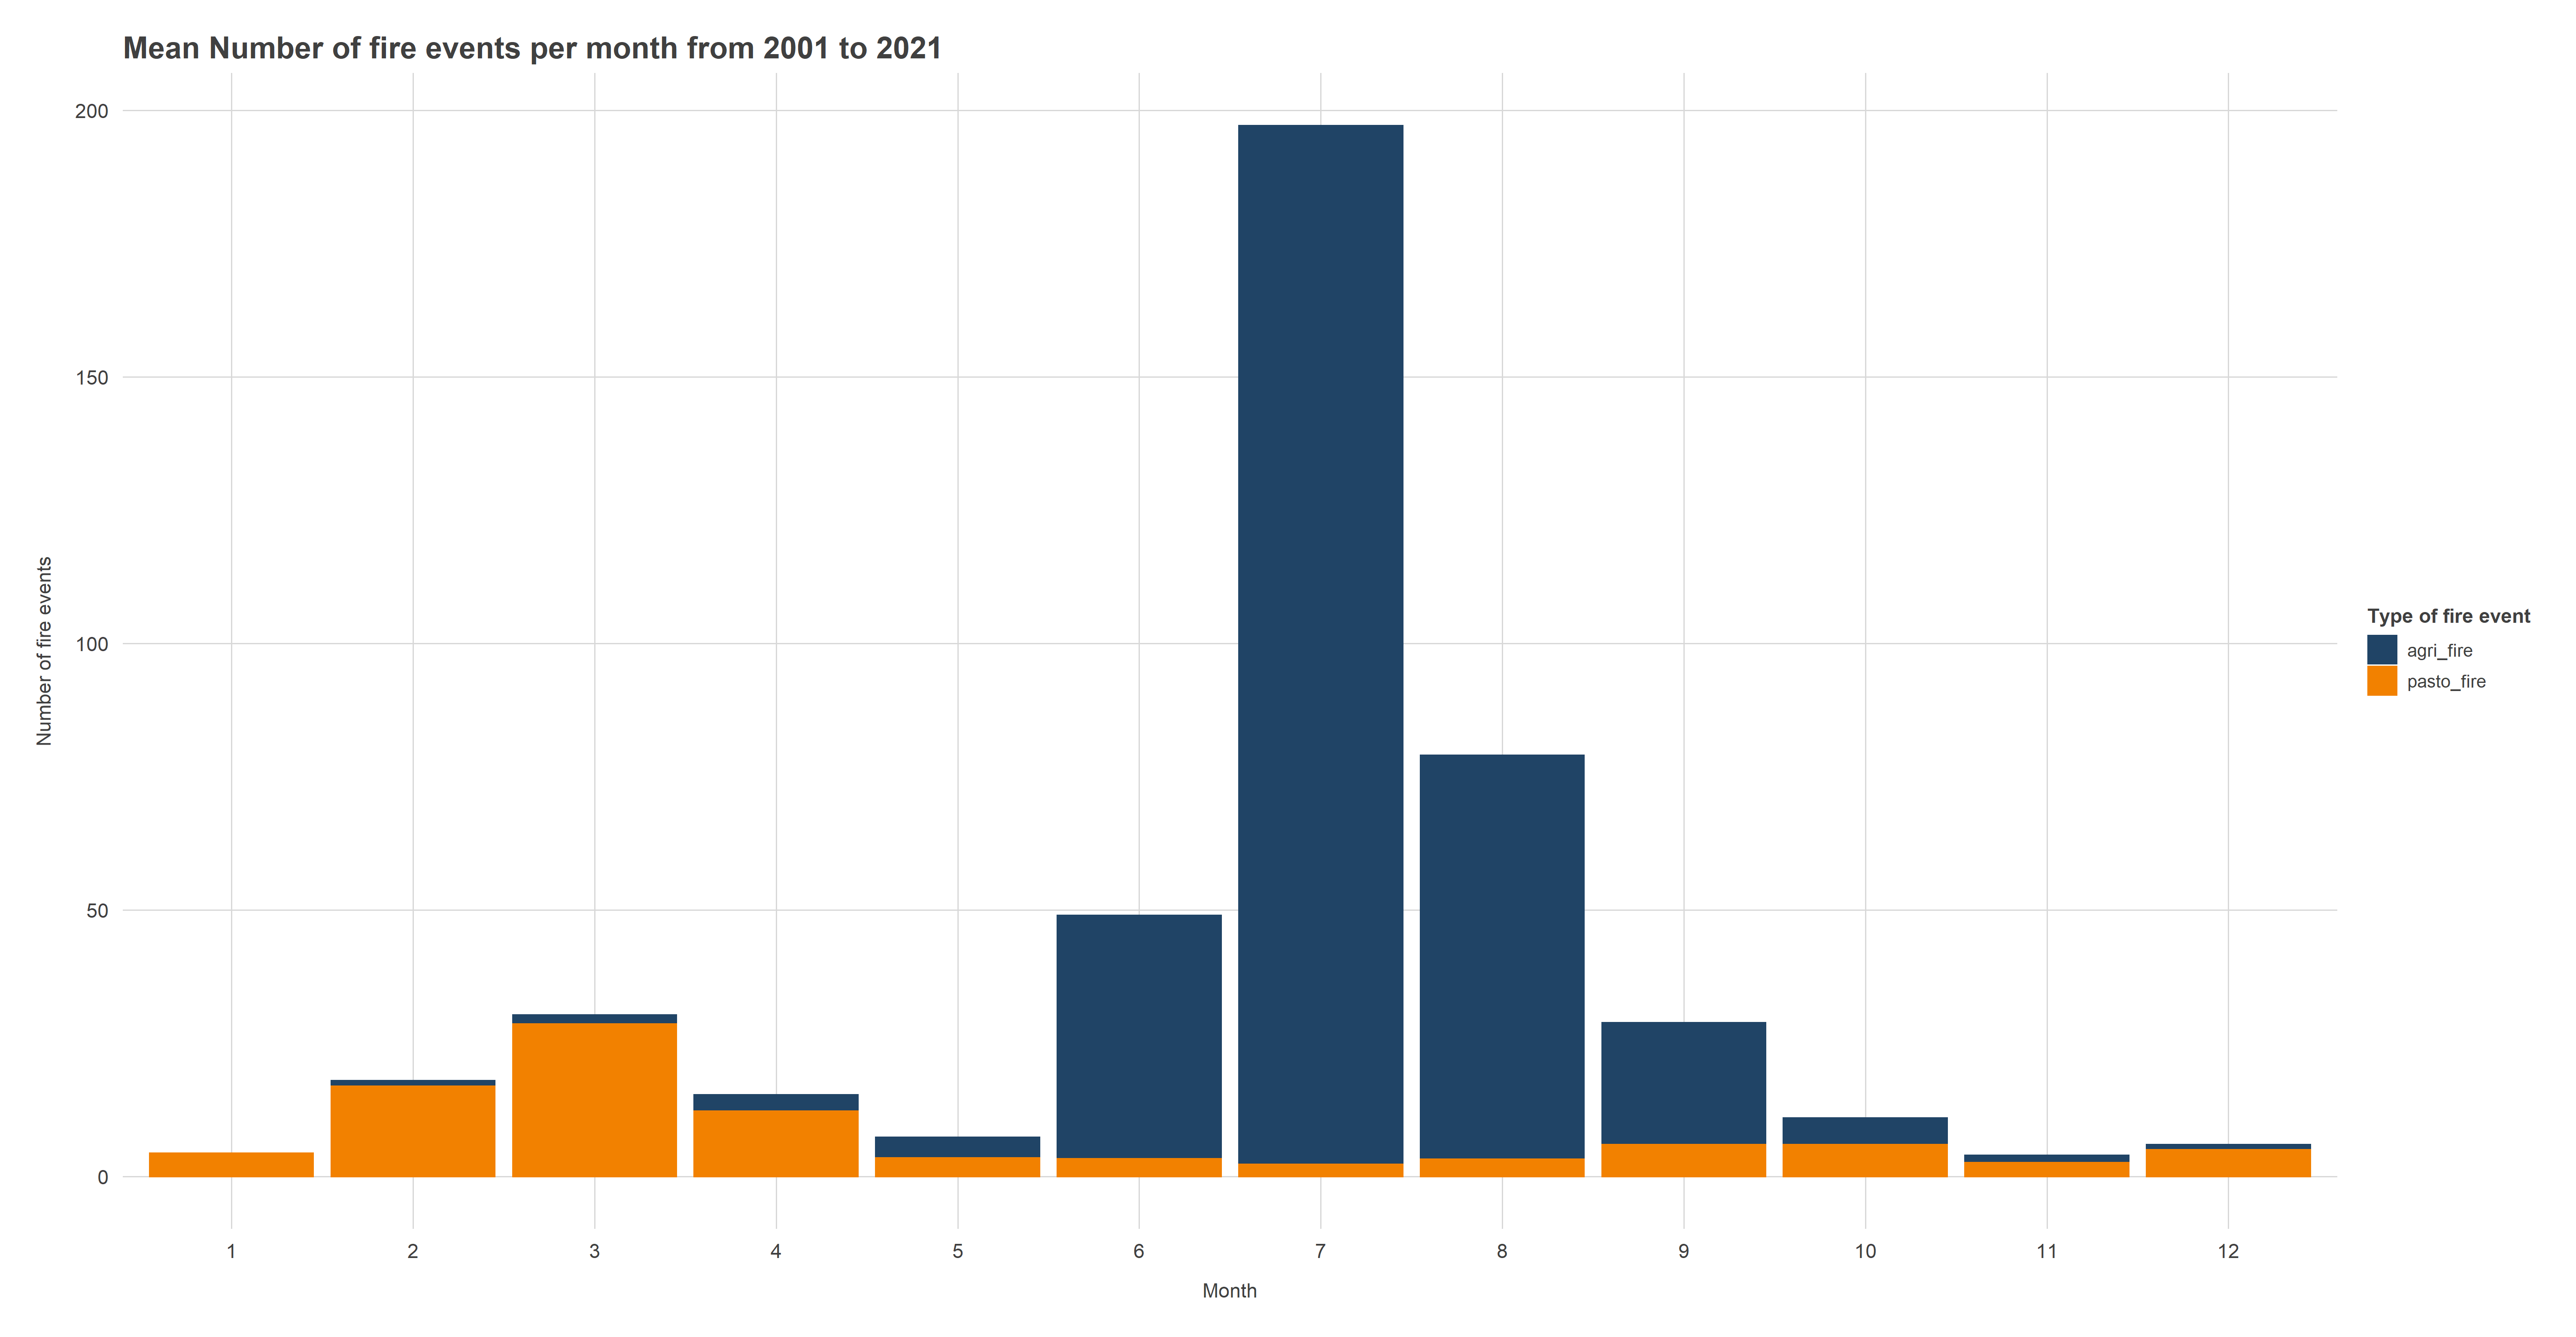 Mean Number of fire events per month from 2001 to 2021
200
150
100
50
0
Number of fire events
1 2 3 4 5 6 7 8 9 10 11 12
Month
Type of fire event
agri_fire
pasto_fire